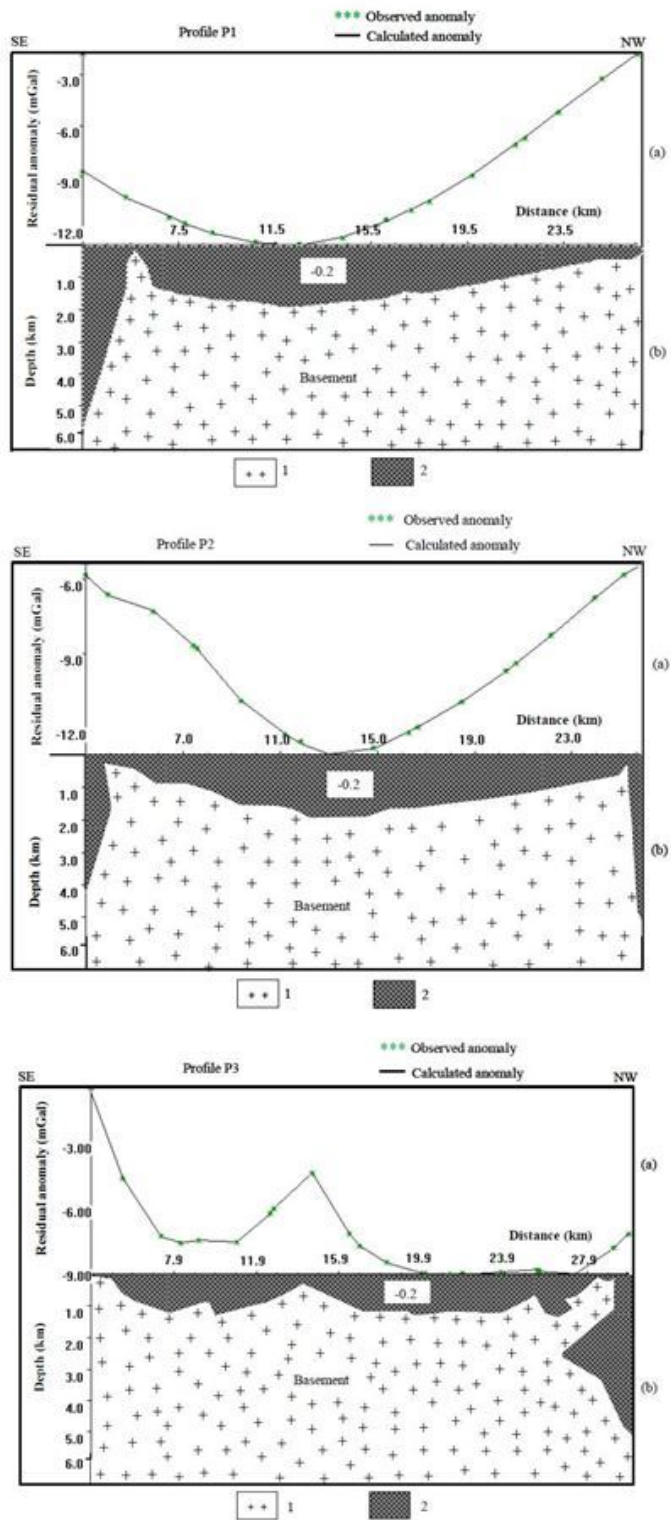 *** Observed anomaly
SE Profile P1 — Calculated anomaly NW
Residual anomaly (mGal)
-3.0
-6.0
-9.0
-12.0
(a)
Distance (km)
7.5 11.5 15.5 19.5 23.5
-0.2
Depth (km)
1.0
2.0
3.0
4.0
5.0
6.0
Basement
(b)
++ 1 2
*** Observed anomaly
SE Profile P2 — Calculated anomaly NW
Residual anomaly (mGal)
-6.0
-9.0
-12.0
(a)
Distance (km)
7.0 11.0 15.0 19.0 23.0
-0.2
Depth (km)
1.0
2.0
3.0
4.0
5.0
6.0
Basement
(b)
++ 1 2
*** Observed anomaly
SE Profile P3 — Calculated anomaly NW
Residual anomaly (mGal)
-3.00
-6.00
-9.00
(a)
Distance (km)
7.9 11.9 15.9 19.9 23.9 27.9
-0.2
Depth (km)
1.0
2.0
3.0
4.0
5.0
6.0
Basement
(b)
++ 1 2